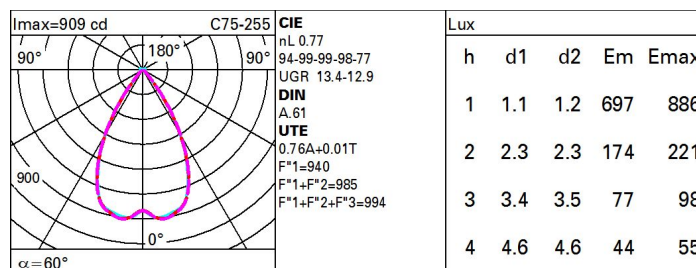 Imax=909 cd C75-255
90° 180° 90°
900
0°
α=60°
CIE
nL 0.77
94-99-99-98-77
UGR 13.4-12.9
DIN
A.61
UTE
0.76A+0.01T
F"1=940
F"1+F"2=985
F"1+F"2+F"3=994
Lux
h d1 d2 Em Emax
1 1.1 1.2 697 886
2 2.3 2.3 174 221
3 3.4 3.5 77 98
4 4.6 4.6 44 55